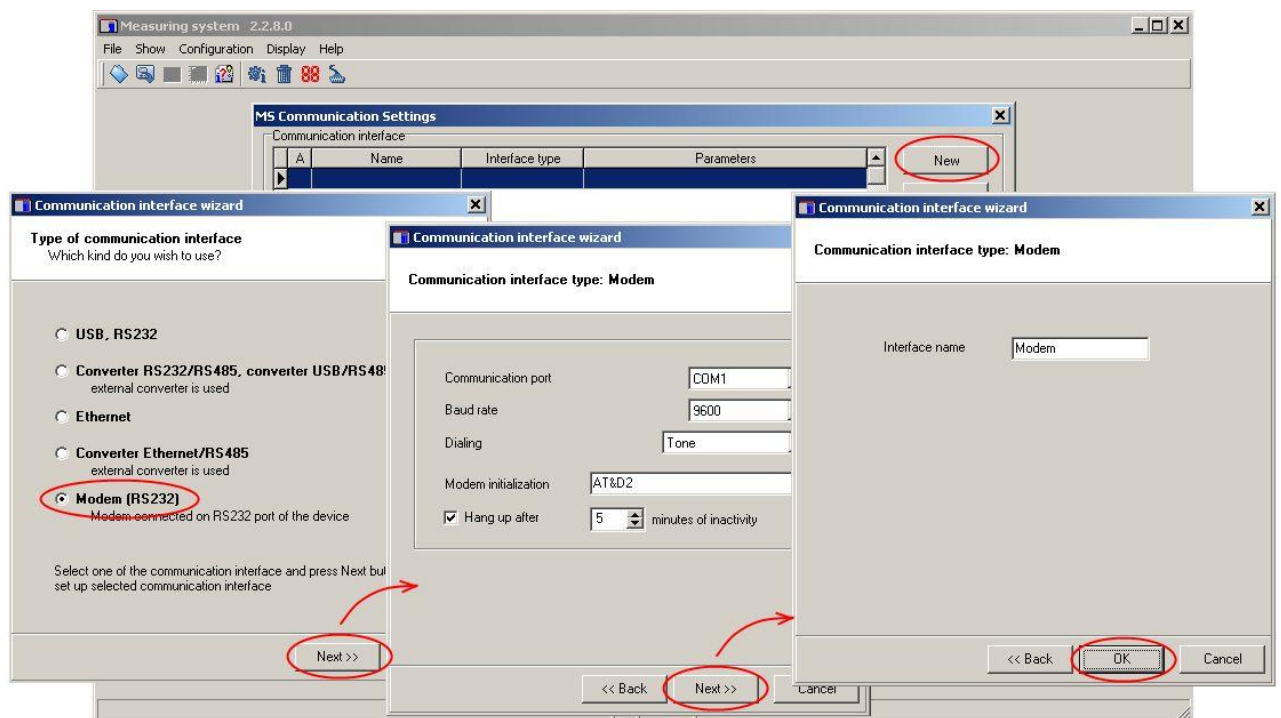 Measuring system 2.2.8.0
File Show Configuration Display Help
88
MS Communication Settings
Communication interface
A Name Interface type Parameters
New
Communication interface wizard
Type of communication interface
Which kind do you wish to use?
USB, RS232
Converter RS232/RS485, converter USB/RS48
external converter is used
Ethernet
Converter Ethernet/RS485
external converter is used
Modem (RS232)
Modem connected on RS232 port of the device
Select one of the communication interface and press Next but
set up selected communication interface
Next >>
Communication interface wizard
Communication interface type: Modem
Communication port COM1
Baud rate 9600
Dialing Tone
Modem initialization AT&D2
Hang up after 5 minutes of inactivity
<< Back Next >> Cancel
Communication interface wizard
Communication interface type: Modem
Interface name Modem
<< Back OK Cancel